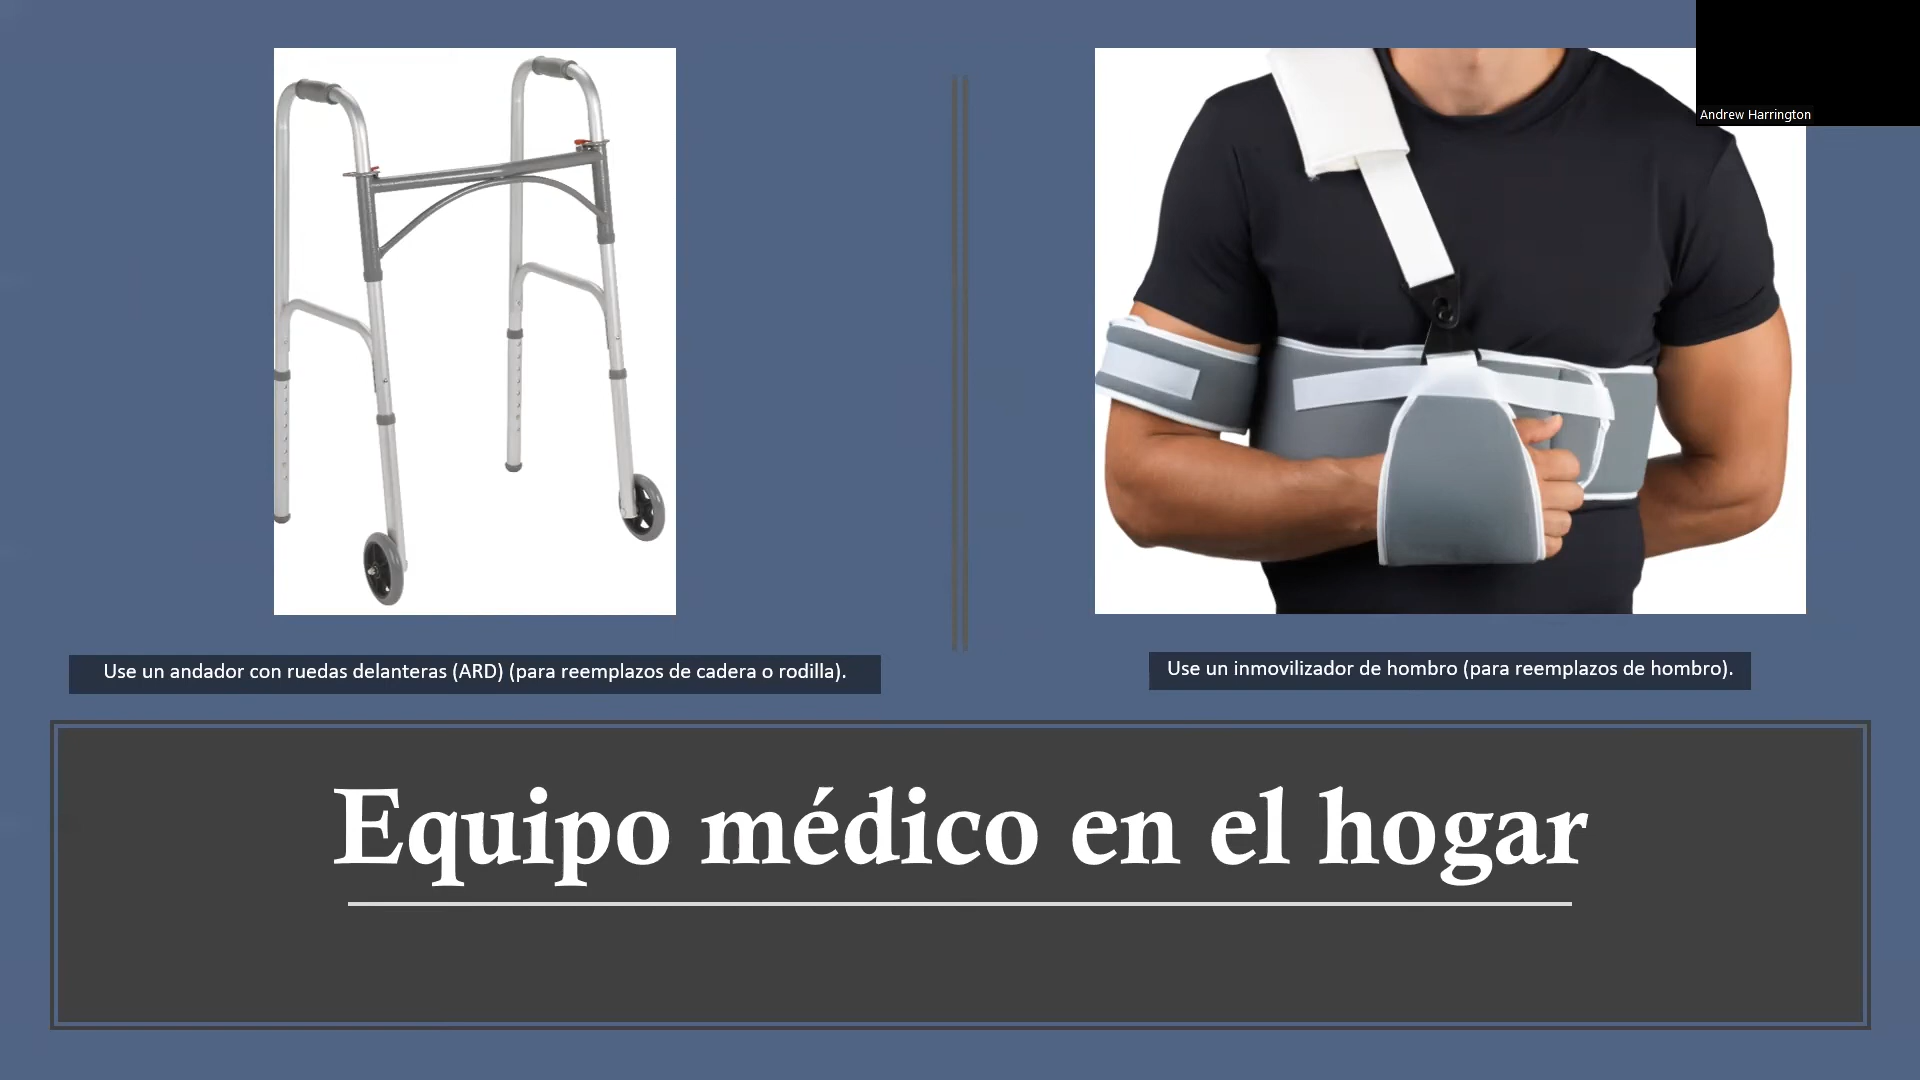 Andrew Harrington
Use un andador con ruedas delanteras (ARD) (para reemplazos de cadera o rodilla).
Use un inmovilizador de hombro (para reemplazos de hombro).
Equipo médico en el hogar